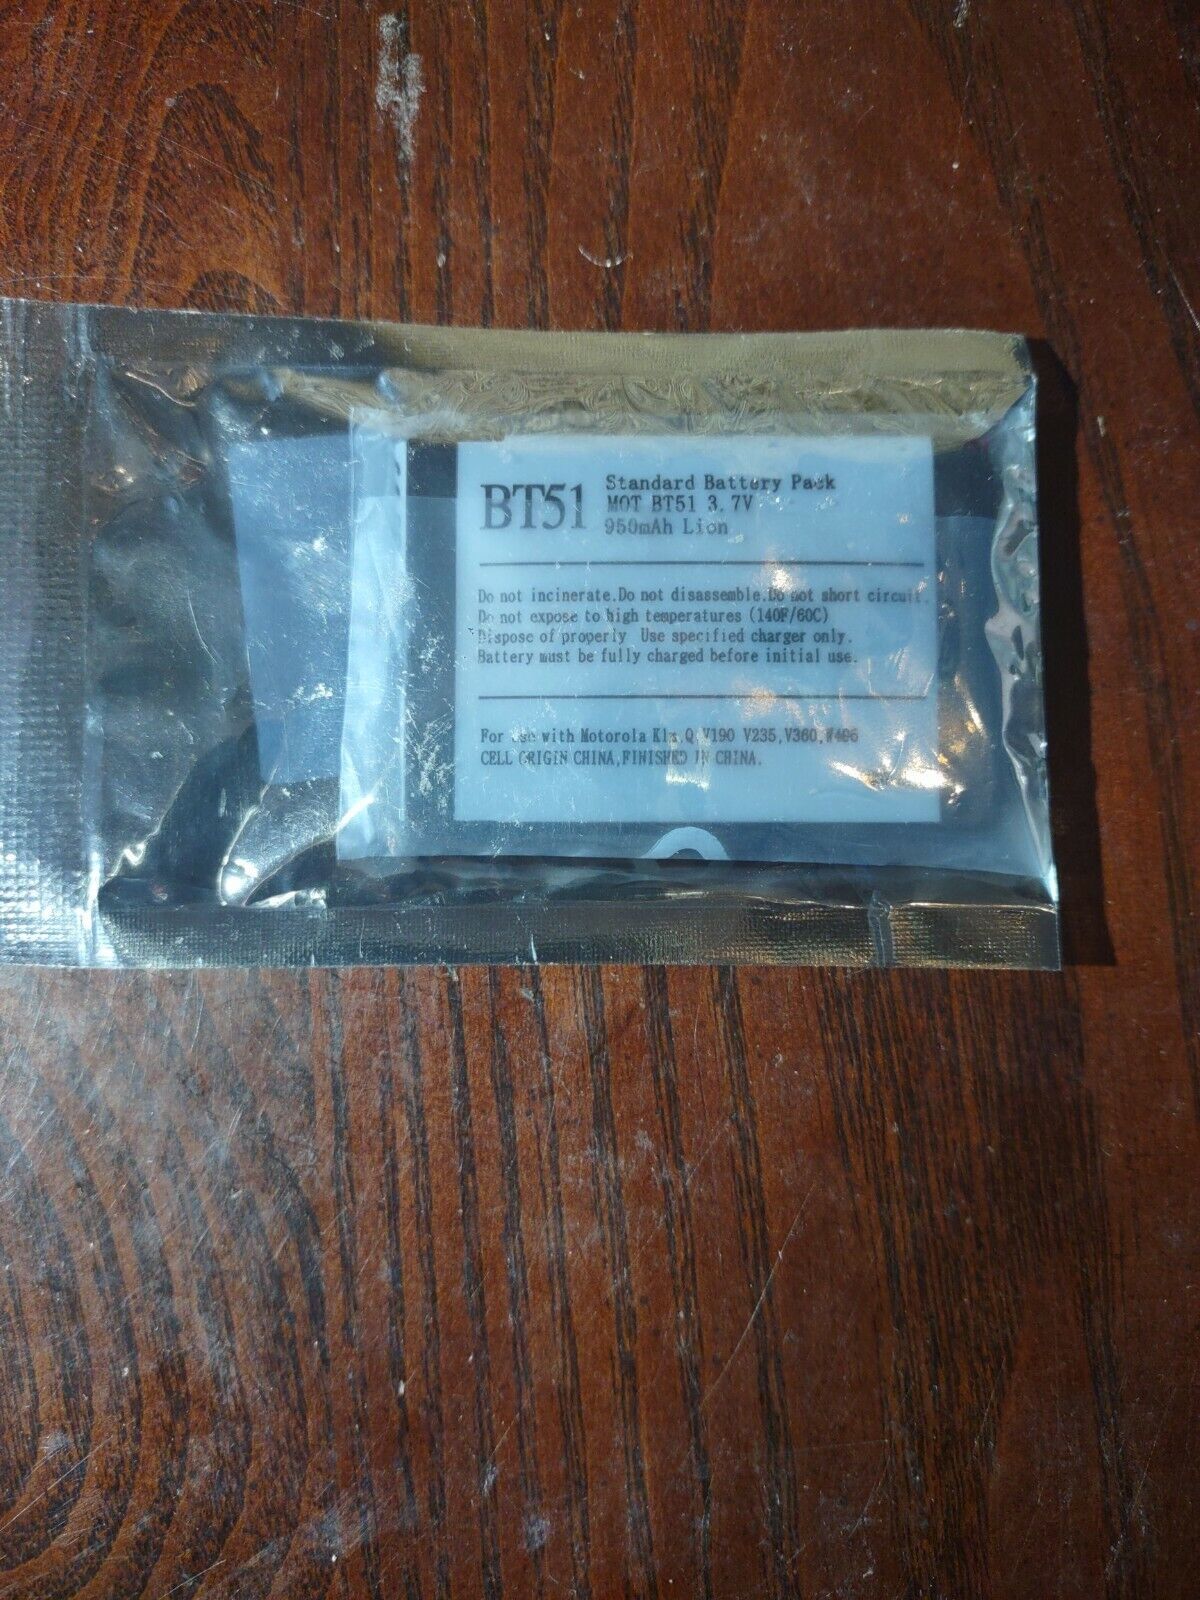 BT51
Standard Battery Pack
MOT BT51 3.7V
950mAh Lion
Do not incinerate.Do not disassemble.Do not short circuit.
Do not expose to high temperatures (140F/60C)
Dispose of properly Use specified charger only.
Battery must be fully charged before initial use.
For Use with Motorola Q V190 V235,V360,
CELL ORIGIN CHINA,FINISHED IN CHINA.